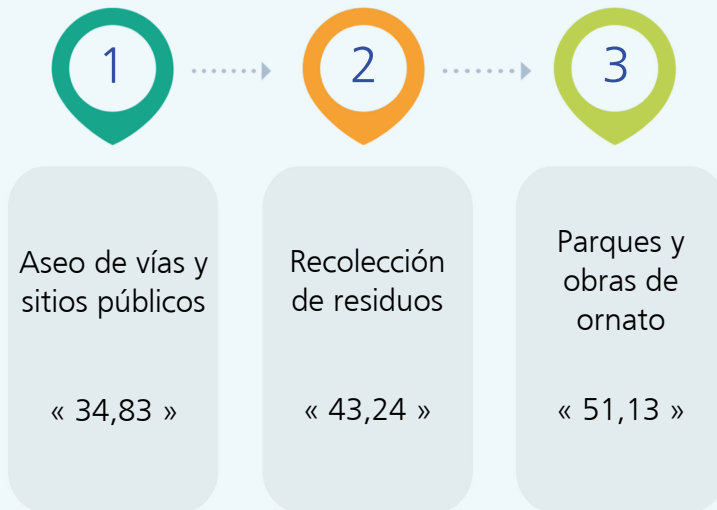 1
2
3
Aseo de vías y
sitios públicos
« 34,83 »
Recolección
de residuos
« 43,24 »
Parques y
obras de
ornato
« 51,13 »